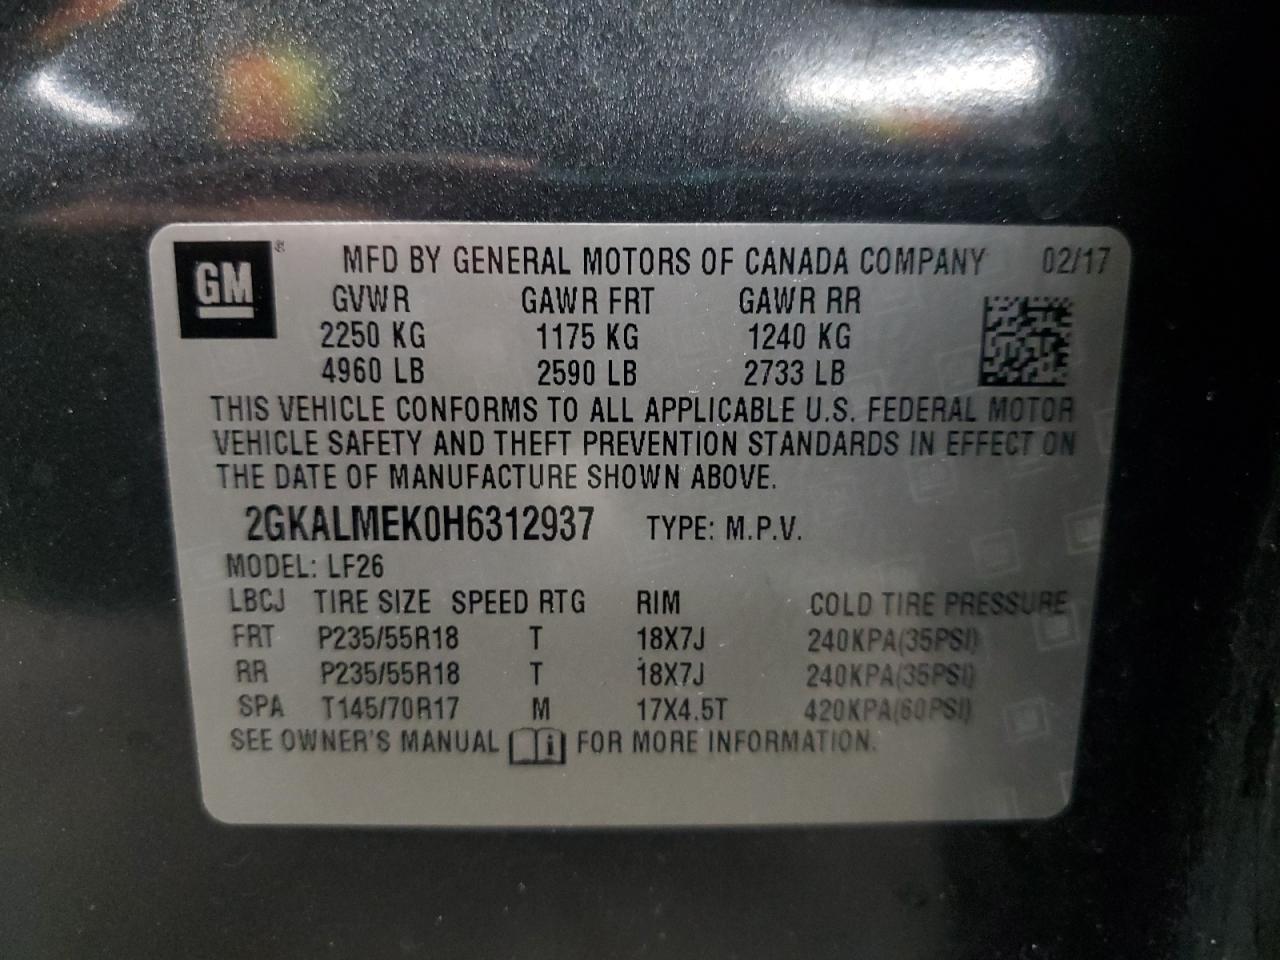 GM ® MFD BY GENERAL MOTORS OF CANADA COMPANY 02/17
GVWR GAWR FRT GAWR RR
2250 KG 1175 KG 1240 KG
4960 LB 2590 LB 2733 LB
THIS VEHICLE CONFORMS TO ALL APPLICABLE U.S. FEDERAL MOTOR
VEHICLE SAFETY AND THEFT PREVENTION STANDARDS IN EFFECT ON
THE DATE OF MANUFACTURE SHOWN ABOVE.
2GKALMEK0H6312937 TYPE: M.P.V.
MODEL: LF26
LBCJ TIRE SIZE SPEED RTG RIM COLD TIRE PRESSURE
FRT P235/55R18 T 18X7J 240KPA(35PSI)
RR P235/55R18 T 18X7J 240KPA(35PSI)
SPA T145/70R17 M 17X4.5T 420KPA(60PSI)
SEE OWNER'S MANUAL i FOR MORE INFORMATION.